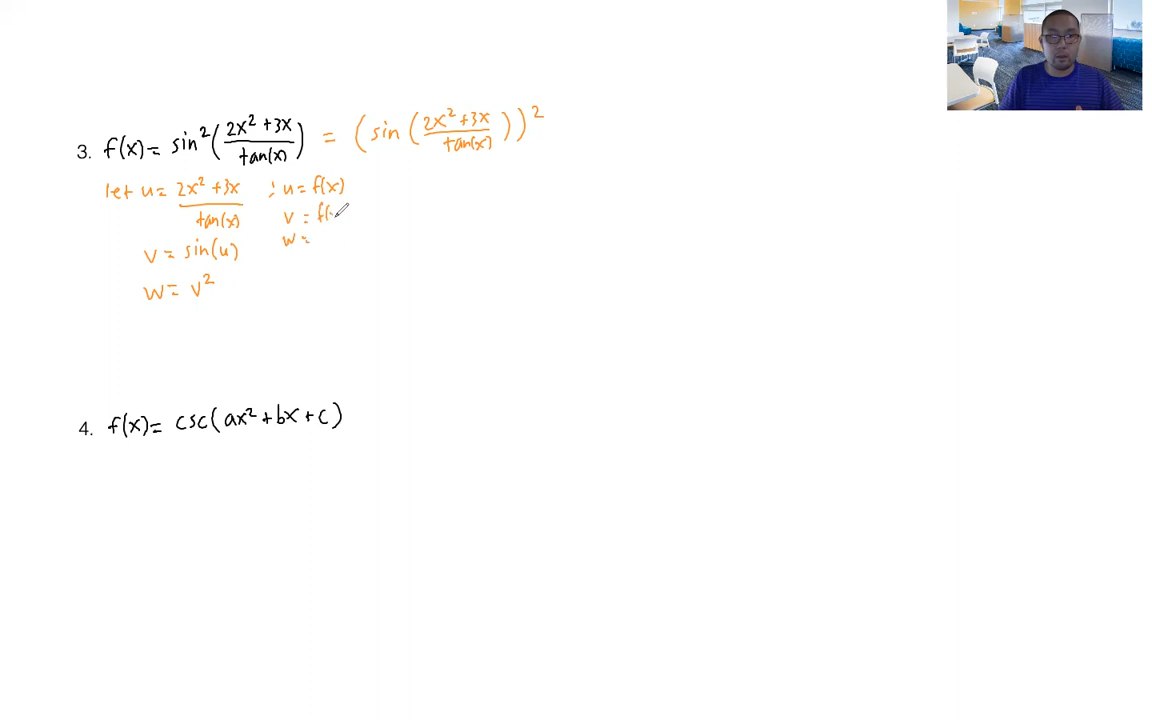 3. f(x) = sin²((2x² + 3x)/tan(x)) = (sin((2x² + 3x)/tan(x)))²
let u = (2x² + 3x)/tan(x) ; u = f(x)
v = f(
w =
v = sin(u)
w = v²
4. f(x) = csc(ax² + bx + c)